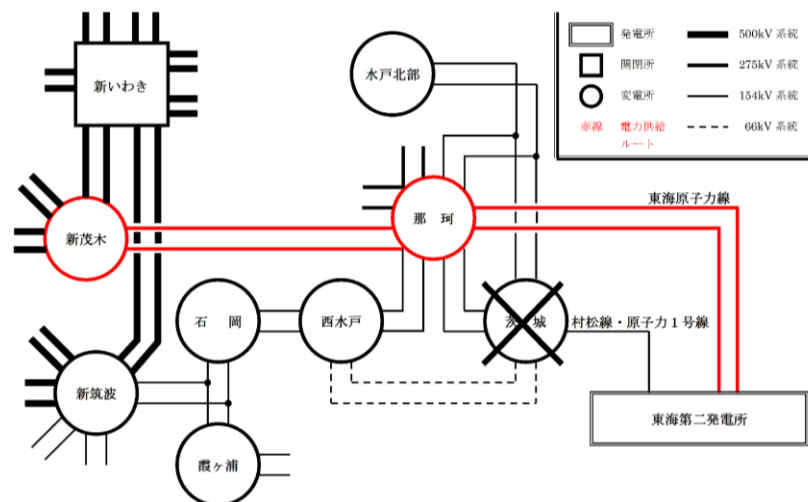 発電所
500kV 系統
開閉所
275kV 系統
変電所
154kV 系統
赤線 電力供給
ルート
66kV 系統
新いわき
水戸北部
東海原子力線
那 珂
新茂木
石 岡
西水戸
茨 城
村松線・原子力1号線
新筑波
東海第二発電所
霞ヶ浦